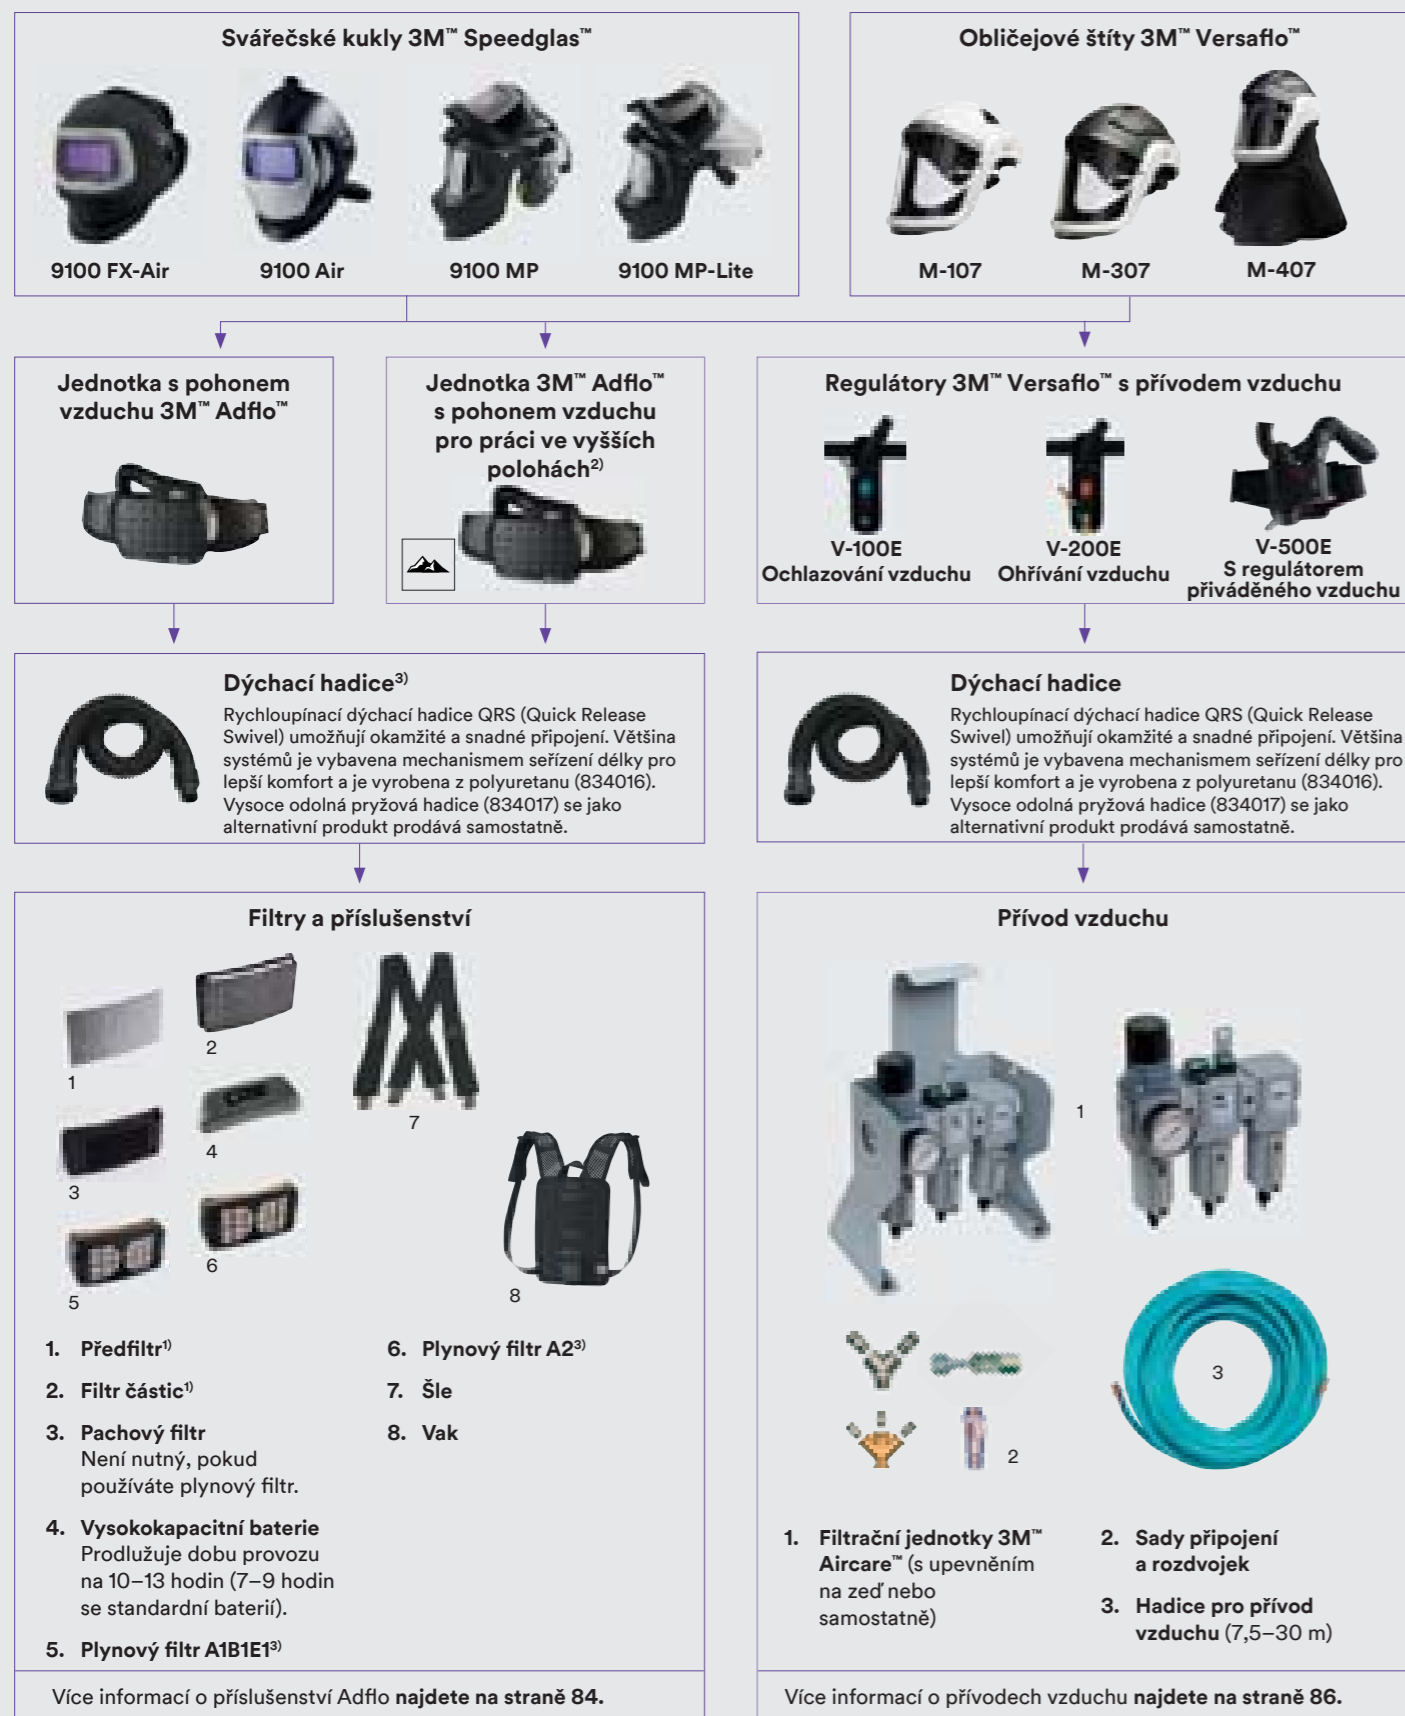 Svářečské kukly 3M™ Speedglas™
9100 FX-Air
9100 Air
9100 MP
9100 MP-Lite
Obličejové štíty 3M™ Versaflo™
M-107
M-307
M-407
Jednotka s pohonem
vzduchu 3M™ Adflo™
Jednotka 3M™ Adflo™
s pohonem vzduchu
pro práci ve vyšších
polohách²⁾
Regulátory 3M™ Versaflo™ s přívodem vzduchu
V-100E
Ochlazování vzduchu
V-200E
Ohřívání vzduchu
V-500E
S regulátorem
přiváděného vzduchu
Dýchací hadice³⁾
Rychloupínací dýchací hadice QRS (Quick Release
Swivel) umožňují okamžité a snadné připojení. Většina
systémů je vybavena mechanismem seřízení délky pro
lepší komfort a je vyrobena z polyuretanu (834016).
Vysoce odolná pryžová hadice (834017) se jako
alternativní produkt prodává samostatně.
Dýchací hadice
Rychloupínací dýchací hadice QRS (Quick Release
Swivel) umožňují okamžité a snadné připojení. Většina
systémů je vybavena mechanismem seřízení délky pro
lepší komfort a je vyrobena z polyuretanu (834016).
Vysoce odolná pryžová hadice (834017) se jako
alternativní produkt prodává samostatně.
Filtry a příslušenství
1
2
3
4
5
6
7
8
1. Předfiltr¹⁾
2. Filtr částic¹⁾
3. Pachový filtr
Není nutný, pokud
používáte plynový filtr.
4. Vysokokapacitní baterie
Prodlužuje dobu provozu
na 10–13 hodin (7–9 hodin
se standardní baterií).
5. Plynový filtr A1B1E1³⁾
6. Plynový filtr A2³⁾
7. Šle
8. Vak
Více informací o příslušenství Adflo najdete na straně 84.
Přívod vzduchu
1
2
3
1. Filtrační jednotky 3M™
Aircare™ (s upevněním
na zeď nebo
samostatně)
2. Sady připojení
a rozdvojek
3. Hadice pro přívod
vzduchu (7,5–30 m)
Více informací o přívodech vzduchu najdete na straně 86.